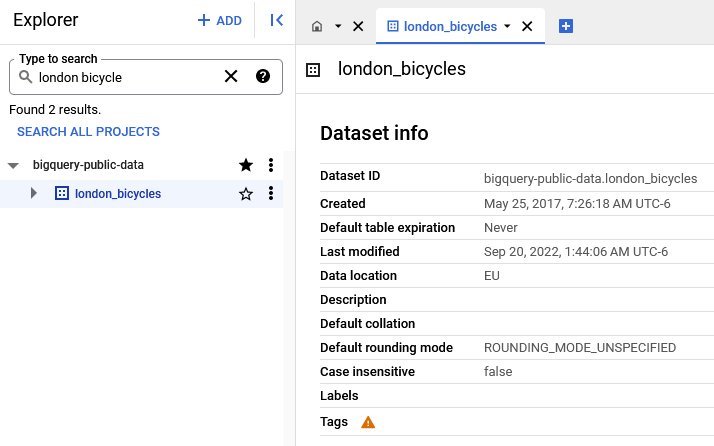 Explorer
+ ADD
Type to search
london bicycle
Found 2 results.
SEARCH ALL PROJECTS
bigquery-public-data
london_bicycles
london_bicycles
london_bicycles
Dataset info
Dataset ID bigquery-public-data.london_bicycles
Created May 25, 2017, 7:26:18 AM UTC-6
Default table expiration Never
Last modified Sep 20, 2022, 1:44:06 AM UTC-6
Data location EU
Description
Default collation
Default rounding mode ROUNDING_MODE_UNSPECIFIED
Case insensitive false
Labels
Tags